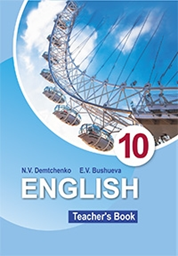 10
N.V. Demtchenko E.V. Bushueva
ENGLISH
Teacher's Book